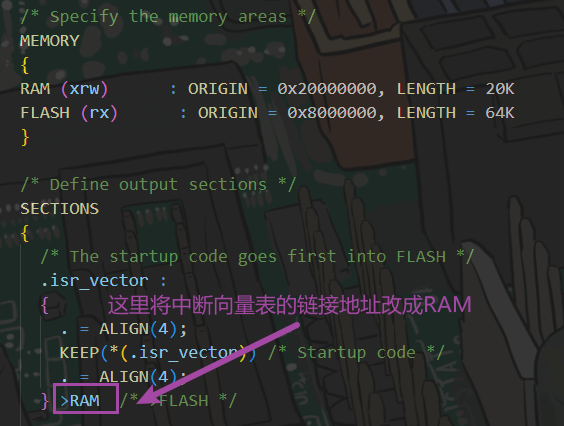 /* Specify the memory areas */
MEMORY
{
RAM (xrw)      : ORIGIN = 0x20000000, LENGTH = 20K
FLASH (rx)      : ORIGIN = 0x8000000, LENGTH = 64K
}
/* Define output sections */
SECTIONS
{
/* The startup code goes first into FLASH */
.isr_vector :
{ 这里将中断向量表的链接地址改成RAM
. = ALIGN(4);
KEEP(*(.isr_vector)) /* Startup code */
. = ALIGN(4);
} >RAM /* >FLASH */